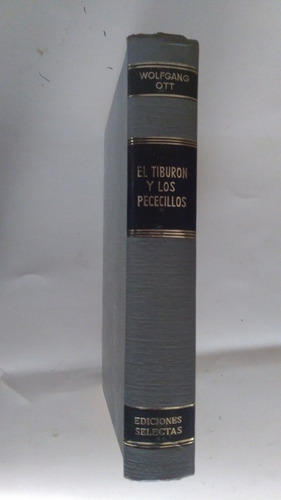 WOLFGANG
OTT
EL TIBURON
Y LOS
PECECILLOS
EDICIONES
SELECTAS